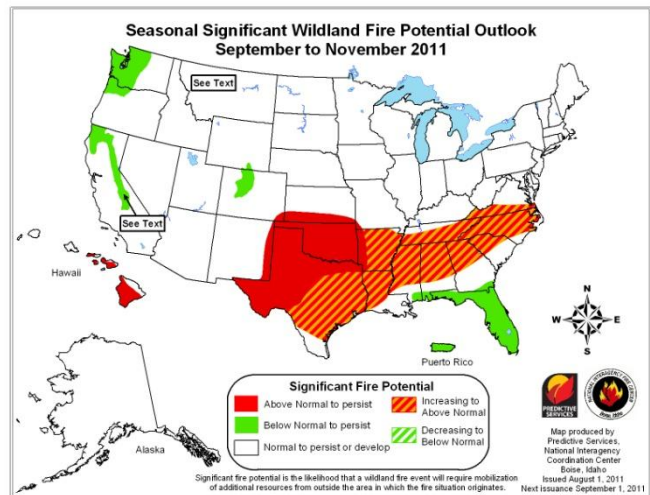 Seasonal Significant Wildland Fire Potential Outlook
September to November 2011
See Text
See Text
Hawaii
N
W
E
S
Puerto Rico
Alaska
Significant Fire Potential
Above Normal to persist
Below Normal to persist
Normal to persist or develop
Increasing to
Above Normal
Decreasing to
Below Normal
PREDICTIVE
SERVICES
Map produced by
Predictive Services,
National Interagency
Coordination Center
Boise, Idaho
Issued August 1, 2011
Next issuance September 1, 2011
Significant fire potential is the likelihood that a wildland fire event will require mobilization
of additional resources from outside the area in which the fire situation originates.